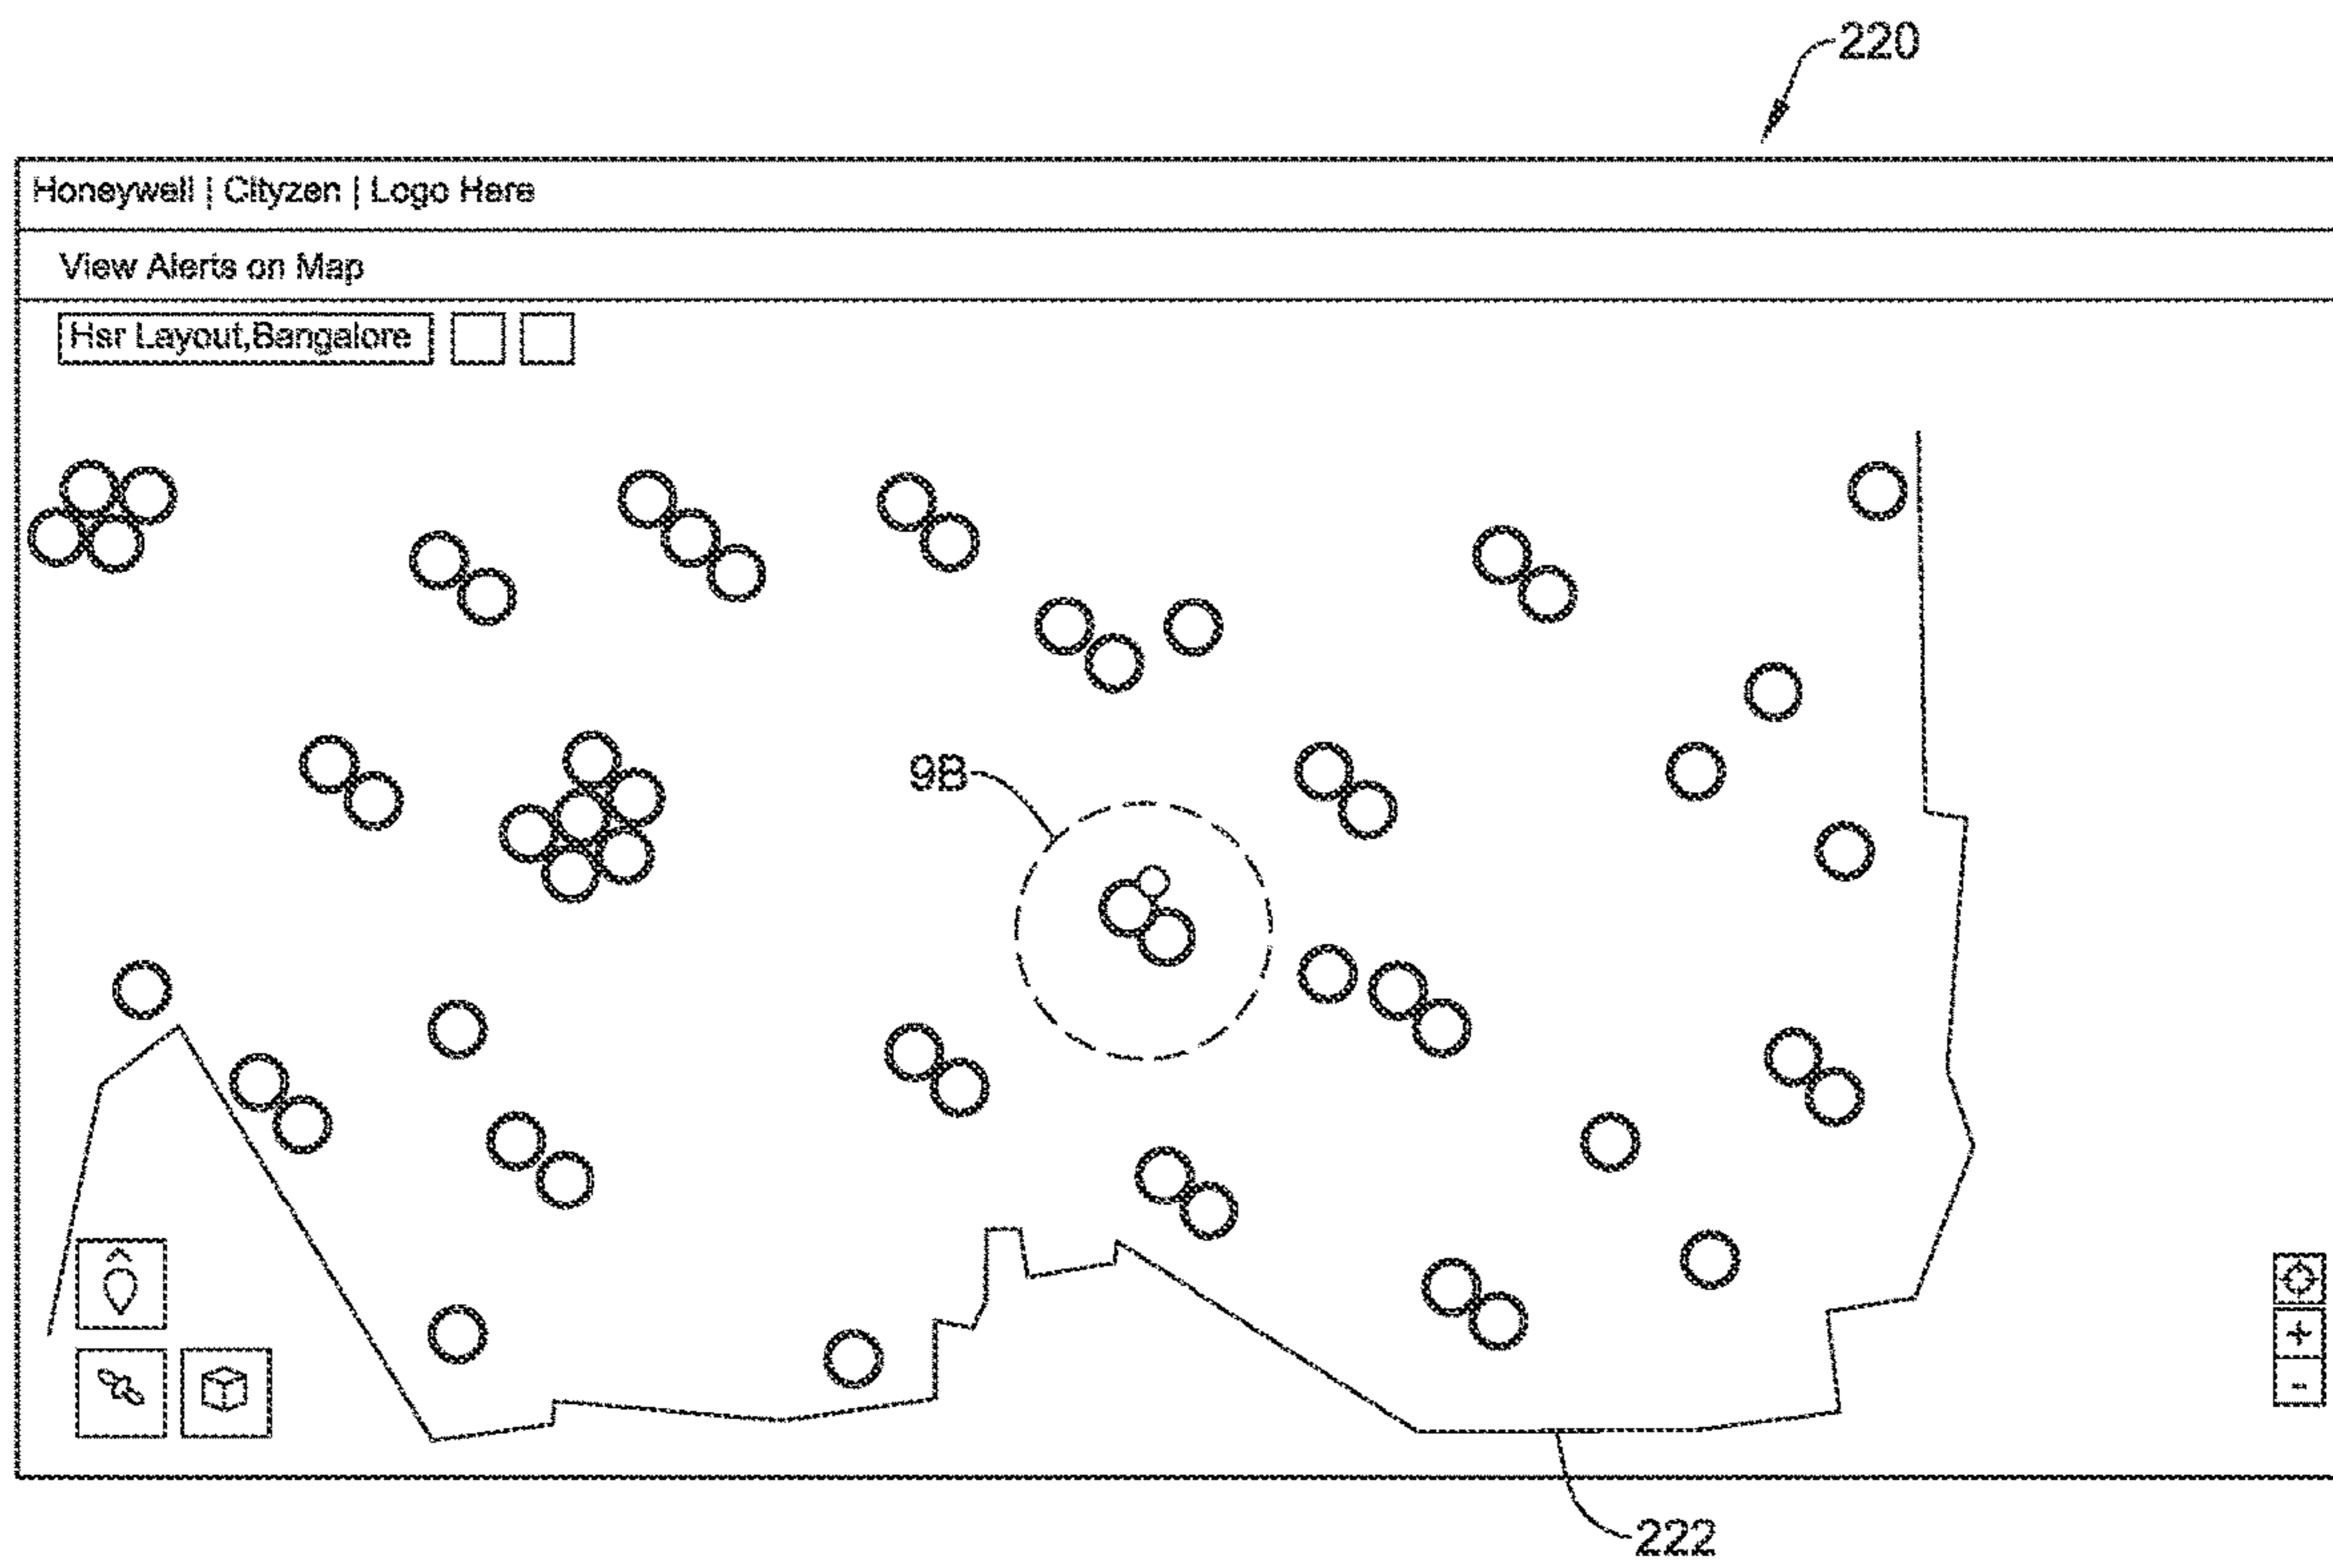 220
Honeywell | Cityzen | Logo Here
View Alerts on Map
Hsr Layout,Bangalore
9B
+
-
222